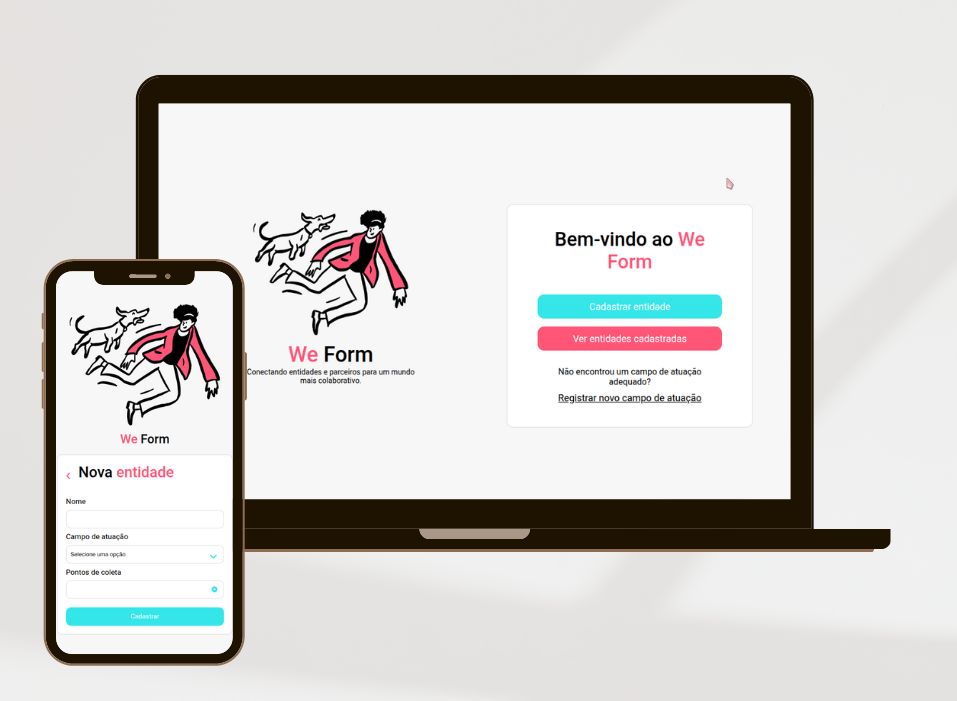 We Form
Conectando entidades e parceiros para um mundo
mais colaborativo.
Bem-vindo ao We
Form
Cadastrar entidade
Ver entidades cadastradas
Não encontrou um campo de atuação
adequado?
Registrar novo campo de atuação
We Form
Nova entidade
Nome
Campo de atuação
Selecione uma opção
Pontos de coleta
Cadastrar